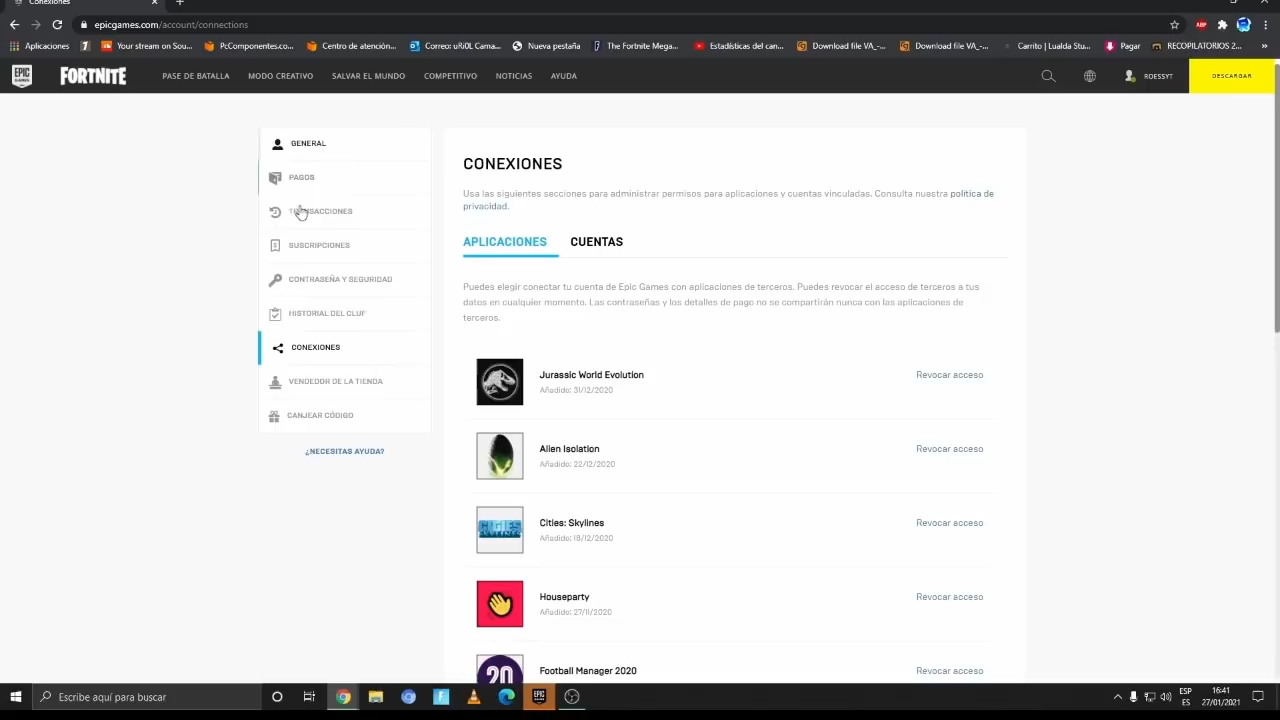 Conexiones
epicgames.com/account/connections
Aplicaciones
Your stream on Sou...
PcComponentes.co...
Centro de atención...
Correo: uRi0L Cama...
Nueva pestaña
The Fortnite Mega...
Estadísticas del can...
Download file VA_-...
Download file VA_-...
Carrito | Lualda Stu...
Pagar
RECOPILATORIOS 2...
EPIC GAMES
FORTNITE
PASE DE BATALLA
MODO CREATIVO
SALVAR EL MUNDO
COMPETITIVO
NOTICIAS
AYUDA
ROESSYT
DESCARGAR
GENERAL
PAGOS
TRANSACCIONES
SUSCRIPCIONES
CONTRASEÑA Y SEGURIDAD
HISTORIAL DEL CLUF
CONEXIONES
VENDEDOR DE LA TIENDA
CANJEAR CÓDIGO
¿NECESITAS AYUDA?
CONEXIONES
Usa las siguientes secciones para administrar permisos para aplicaciones y cuentas vinculadas. Consulta nuestra política de
privacidad.
APLICACIONES
CUENTAS
Puedes elegir conectar tu cuenta de Epic Games con aplicaciones de terceros. Puedes revocar el acceso de terceros a tus
datos en cualquier momento. Las contraseñas y los detalles de pago no se compartirán nunca con las aplicaciones de
terceros.
Jurassic World Evolution
Añadido: 31/12/2020
Revocar acceso
Alien Isolation
Añadido: 22/12/2020
Revocar acceso
CITIES
Cities: Skylines
Añadido: 18/12/2020
Revocar acceso
Houseparty
Añadido: 27/11/2020
Revocar acceso
20
Football Manager 2020
Revocar acceso
Escribe aquí para buscar
ESP
ES
16:41
27/01/2021